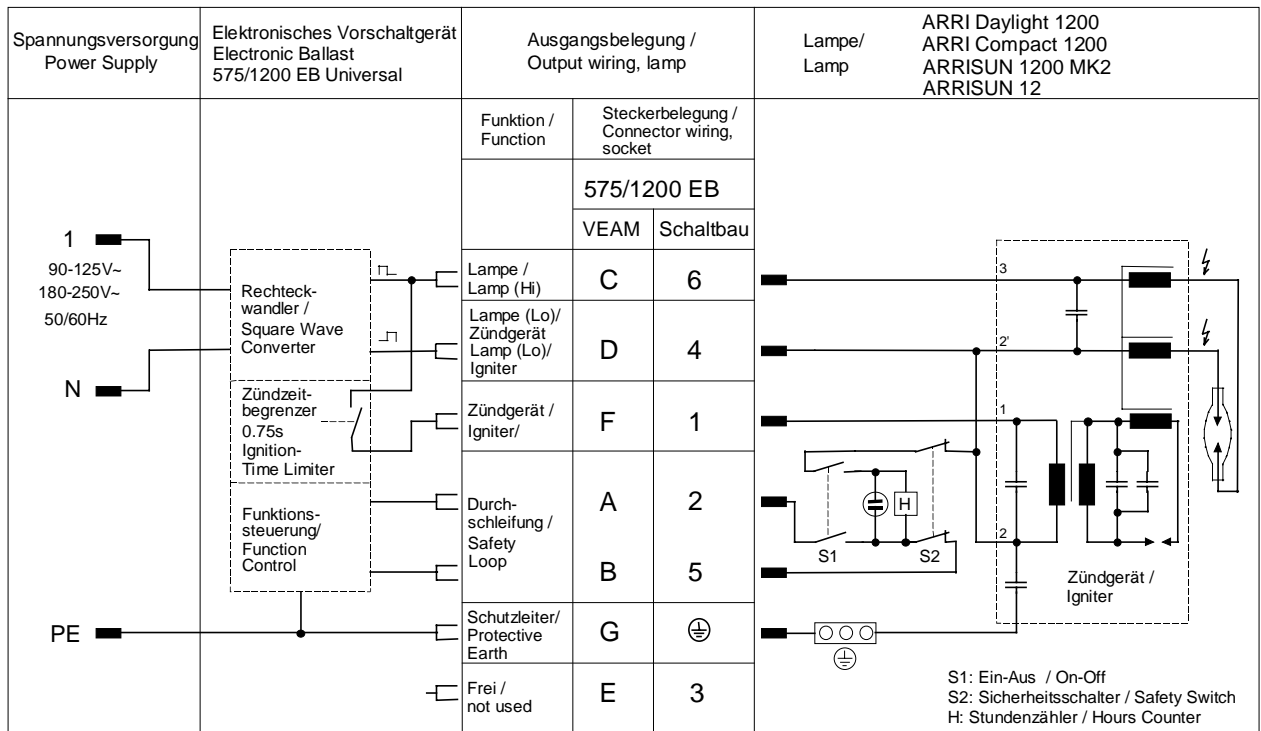 Spannungsversorgung
Power Supply
Elektronisches Vorschaltgerät
Electronic Ballast
575/1200 EB Universal
Ausgangsbelegung /
Output wiring, lamp
Lampe/
Lamp
ARRI Daylight 1200
ARRI Compact 1200
ARRISUN 1200 MK2
ARRISUN 12
Funktion /
Function
Steckerbelegung /
Connector wiring,
socket
575/1200 EB
VEAM
Schaltbau
1
90-125V~
180-250V~
50/60Hz
N
PE
Rechteck-
wandler /
Square Wave
Converter
Zündzeit-
begrenzer
0.75s
Ignition-
Time Limiter
Funktions-
steuerung/
Function
Control
Lampe /
Lamp (Hi)
C
6
Lampe (Lo)/
Zündgerät
Lamp (Lo)/
Igniter
D
4
Zündgerät /
Igniter/
F
1
Durch-
schleifung /
Safety
Loop
A
2
B
5
Schutzleiter/
Protective
Earth
G
Frei /
not used
E
3
3
2'
1
2
H
S1
S2
Zündgerät /
Igniter
S1: Ein-Aus / On-Off
S2: Sicherheitsschalter / Safety Switch
H: Stundenzähler / Hours Counter